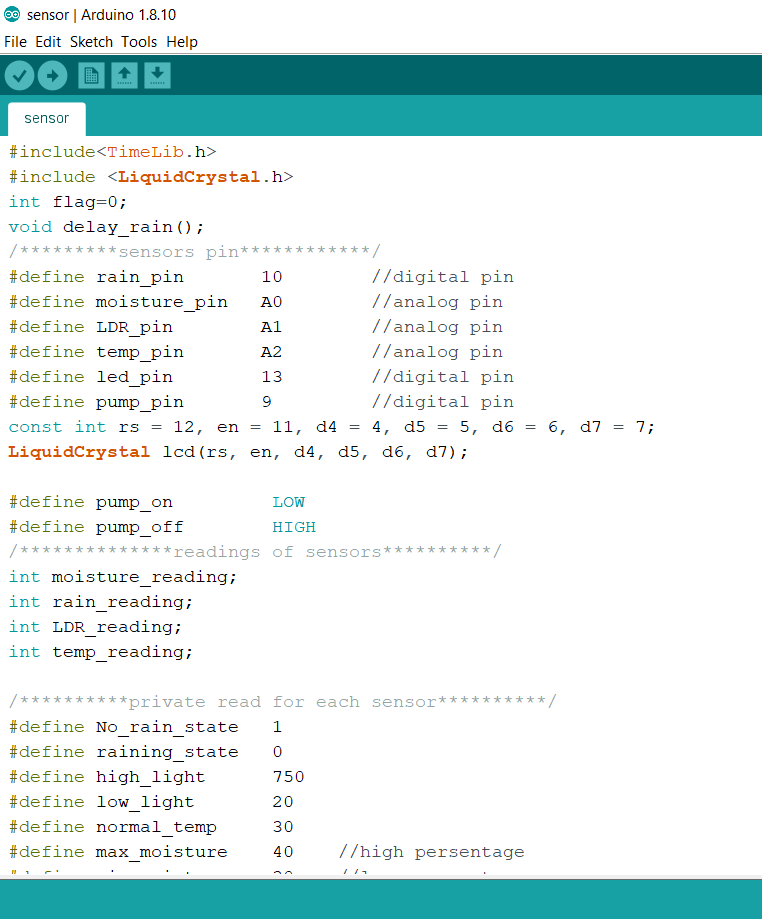 sensor | Arduino 1.8.10
File Edit Sketch Tools Help
sensor
#include<TimeLib.h>
#include <LiquidCrystal.h>
int flag=0;
void delay_rain();
/*********sensors pin************/
#define rain_pin       10        //digital pin
#define moisture_pin   A0        //analog pin
#define LDR_pin        A1        //analog pin
#define temp_pin       A2        //analog pin
#define led_pin        13        //digital pin
#define pump_pin       9         //digital pin
const int rs = 12, en = 11, d4 = 4, d5 = 5, d6 = 6, d7 = 7;
LiquidCrystal lcd(rs, en, d4, d5, d6, d7);
#define pump_on         LOW
#define pump_off        HIGH
/**************readings of sensors**********/
int moisture_reading;
int rain_reading;
int LDR_reading;
int temp_reading;
/**********private read for each sensor**********/
#define No_rain_state   1
#define raining_state   0
#define high_light      750
#define low_light       20
#define normal_temp     30
#define max_moisture    40    //high persentage